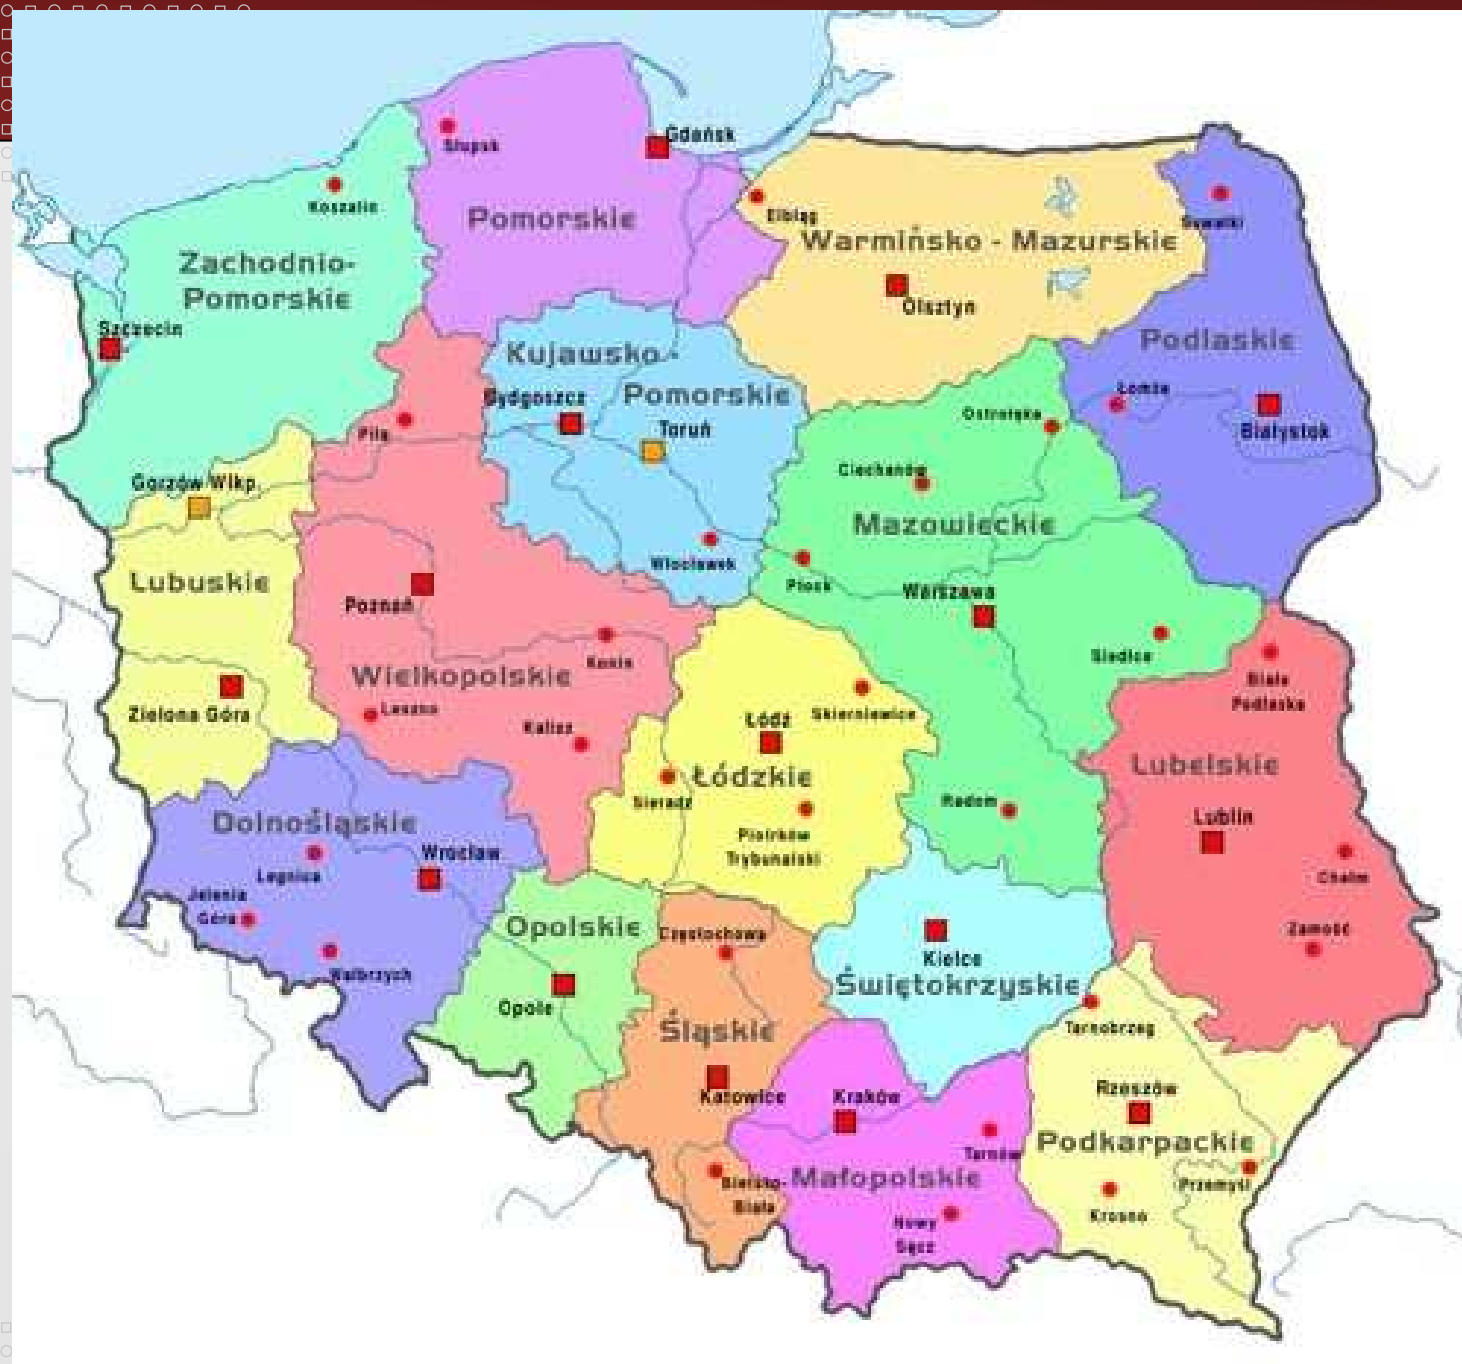 Gdańsk
Słupsk
Koszalin
Pomorskie
Elbląg
Suwałki
Warmińsko - Mazurskie
Zachodnio-
Pomorskie
Olsztyn
Szczecin
Podlaskie
Kujawsko-
Pomorskie
Bydgoszcz
Łomża
Ostrołęka
Piła
Toruń
Białystok
Ciechanów
Gorzów Wlkp.
Mazowieckie
Włocławek
Płock
Lubuskie
Warszawa
Poznań
Siedlce
Konin
Wielkopolskie
Biała
Podlaska
Zielona Góra
Leszno
Kalisz
Skierniewice
Łódź
Łódzkie
Lubelskie
Sieradz
Radom
Lublin
Dolnośląskie
Piotrków
Trybunalski
Wrocław
Legnica
Chełm
Jelenia
Góra
Opolskie
Częstochowa
Zamość
Kielce
Świętokrzyskie
Wałbrzych
Opole
Śląskie
Tarnobrzeg
Katowice
Kraków
Rzeszów
Podkarpackie
Tarnów
Małopolskie
Bielsko-
Biała
Przemyśl
Krosno
Nowy
Sącz